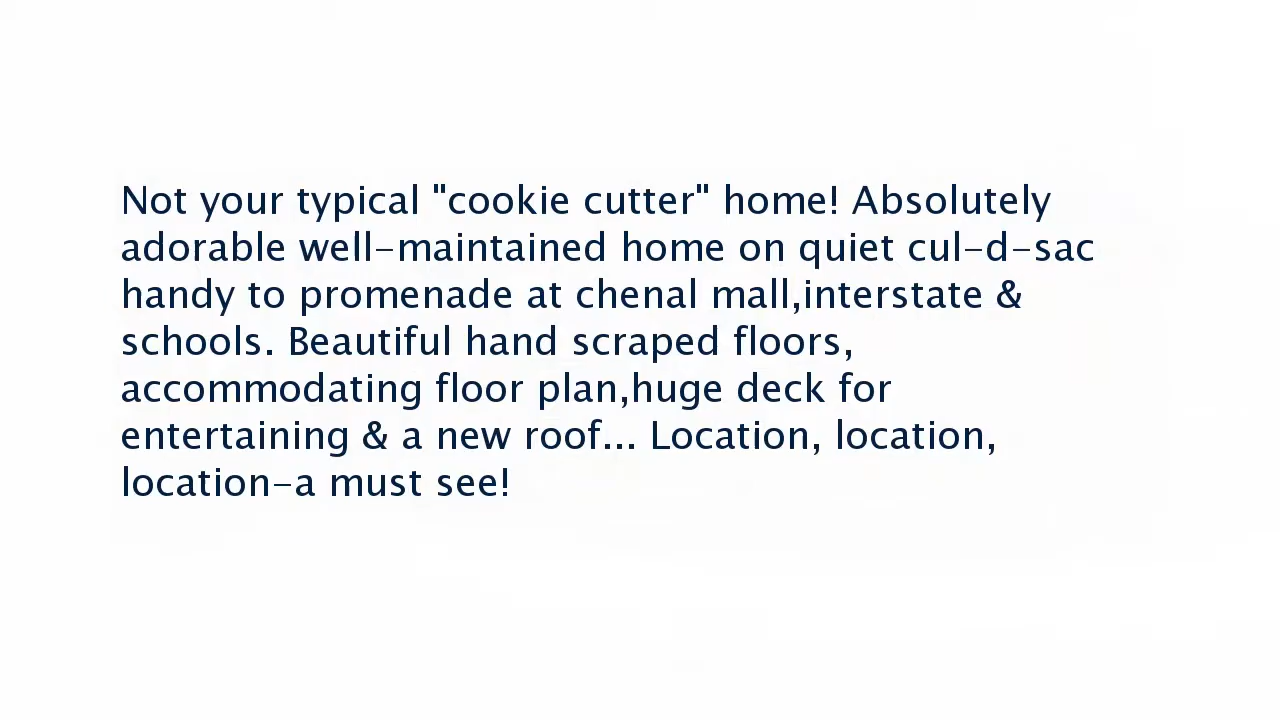 Not your typical "cookie cutter" home! Absolutely
adorable well-maintained home on quiet cul-d-sac
handy to promenade at chenal mall,interstate &
schools. Beautiful hand scraped floors,
accommodating floor plan,huge deck for
entertaining & a new roof... Location, location,
location-a must see!